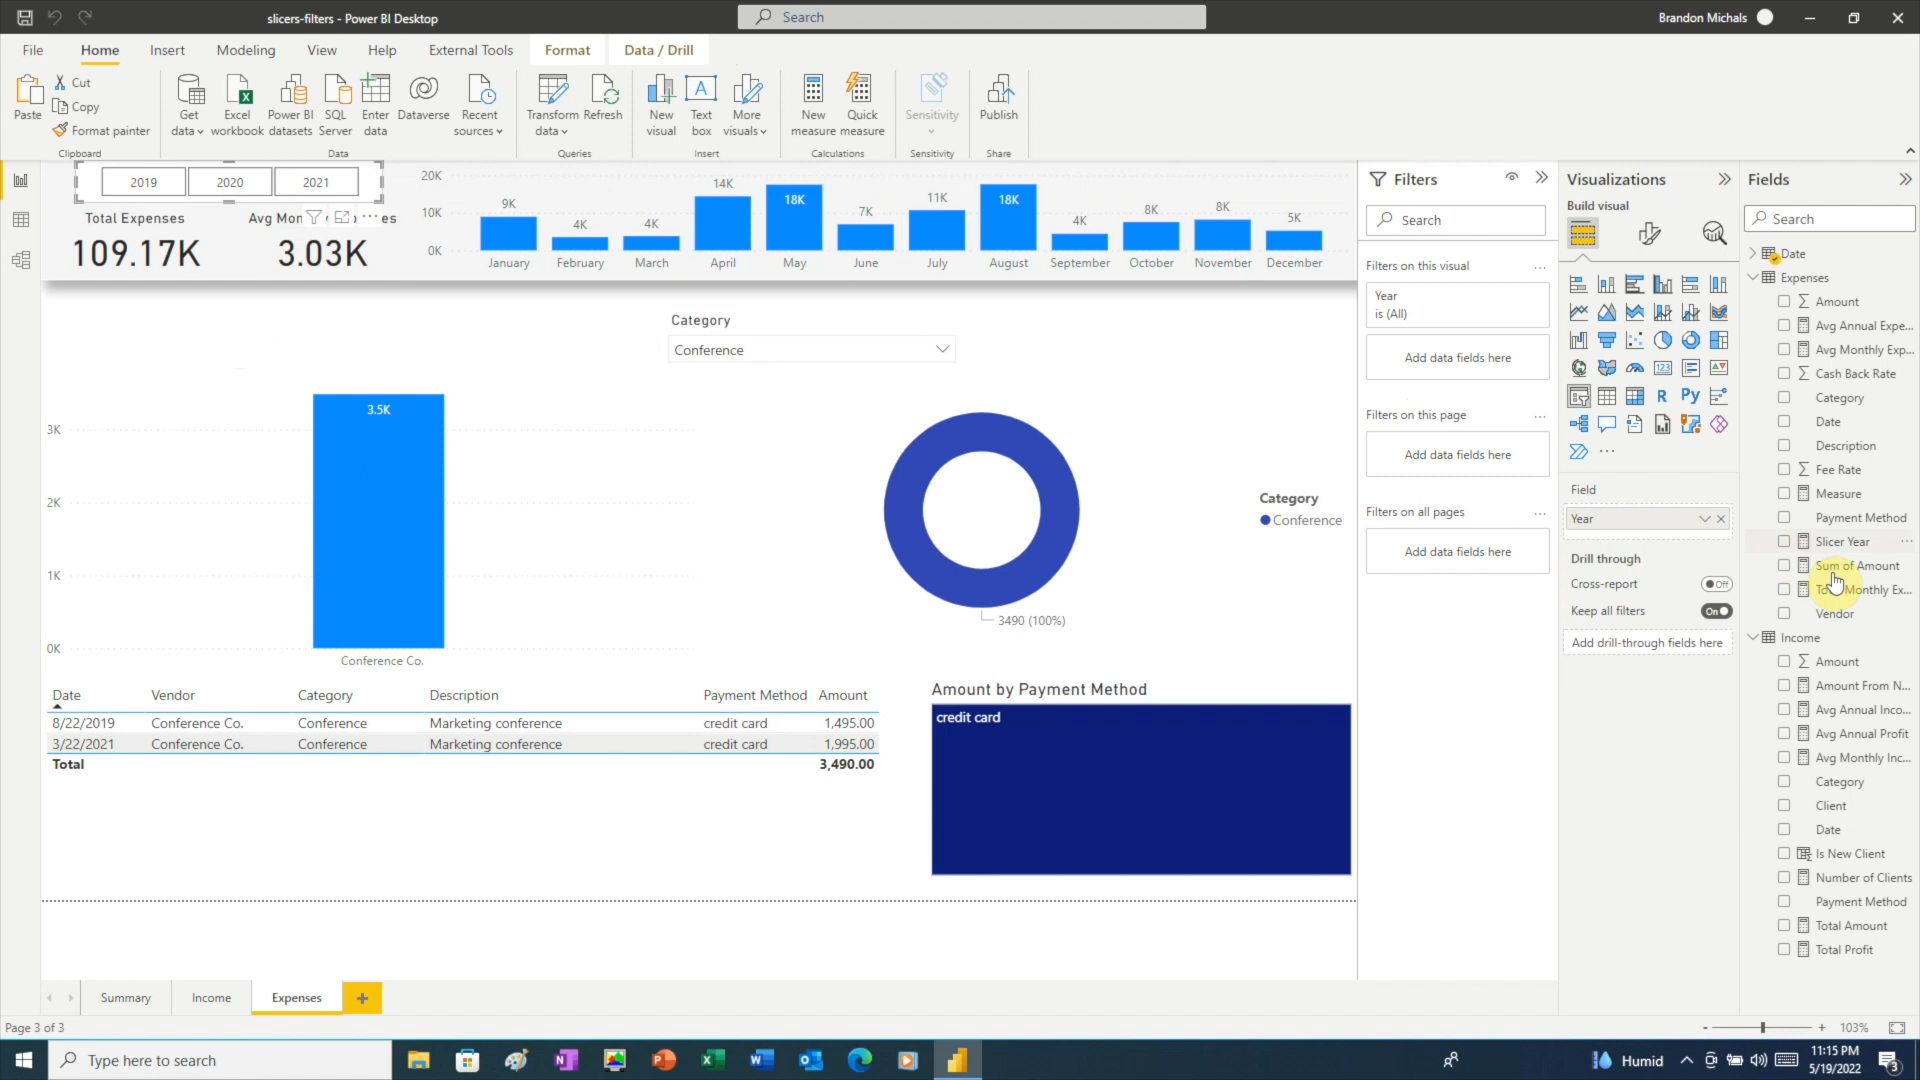 slicers-filters - Power BI Desktop
Search
Brandon Michals
File Home Insert Modeling View Help External Tools Format Data / Drill
Paste
Cut
Copy
Format painter
Clipboard
Get data
Excel workbook
Power BI datasets
SQL Server
Enter data
Dataverse
Recent sources
Data
Transform data
Refresh
Queries
New visual
Text box
More visuals
Insert
New measure
Quick measure
Calculations
Sensitivity
Sensitivity
Publish
Share
2019 2020 2021
Total Expenses
109.17K
Avg Mon es
3.03K
20K
10K
0K
9K 4K 4K 14K 18K 7K 11K 18K 4K 8K 8K 5K
January February March April May June July August September October November December
Category
Conference
3K
2K
1K
0K
3.5K
Conference Co.
3490 (100%)
Category
Conference
Date Vendor Category Description Payment Method Amount
8/22/2019 Conference Co. Conference Marketing conference credit card 1,495.00
3/22/2021 Conference Co. Conference Marketing conference credit card 1,995.00
Total 3,490.00
Amount by Payment Method
credit card
Filters
Search
Filters on this visual
Year
is (All)
Add data fields here
Filters on this page
Add data fields here
Filters on all pages
Add data fields here
Visualizations
Build visual
123
R
Py
Field
Year
Drill through
Cross-report Off
Keep all filters On
Add drill-through fields here
Fields
Search
Date
Expenses
Amount
Avg Annual Expe...
Avg Monthly Exp...
Cash Back Rate
Category
Date
Description
Fee Rate
Measure
Payment Method
Slicer Year
Sum of Amount
Monthly Ex...
Vendor
Income
Amount
Amount From N...
Avg Annual Inco...
Avg Annual Profit
Avg Monthly Inc...
Category
Client
Date
Is New Client
Number of Clients
Payment Method
Total Amount
Total Profit
Summary Income Expenses +
Page 3 of 3
- + 103%
Type here to search
Humid
11:15 PM
5/19/2022
3